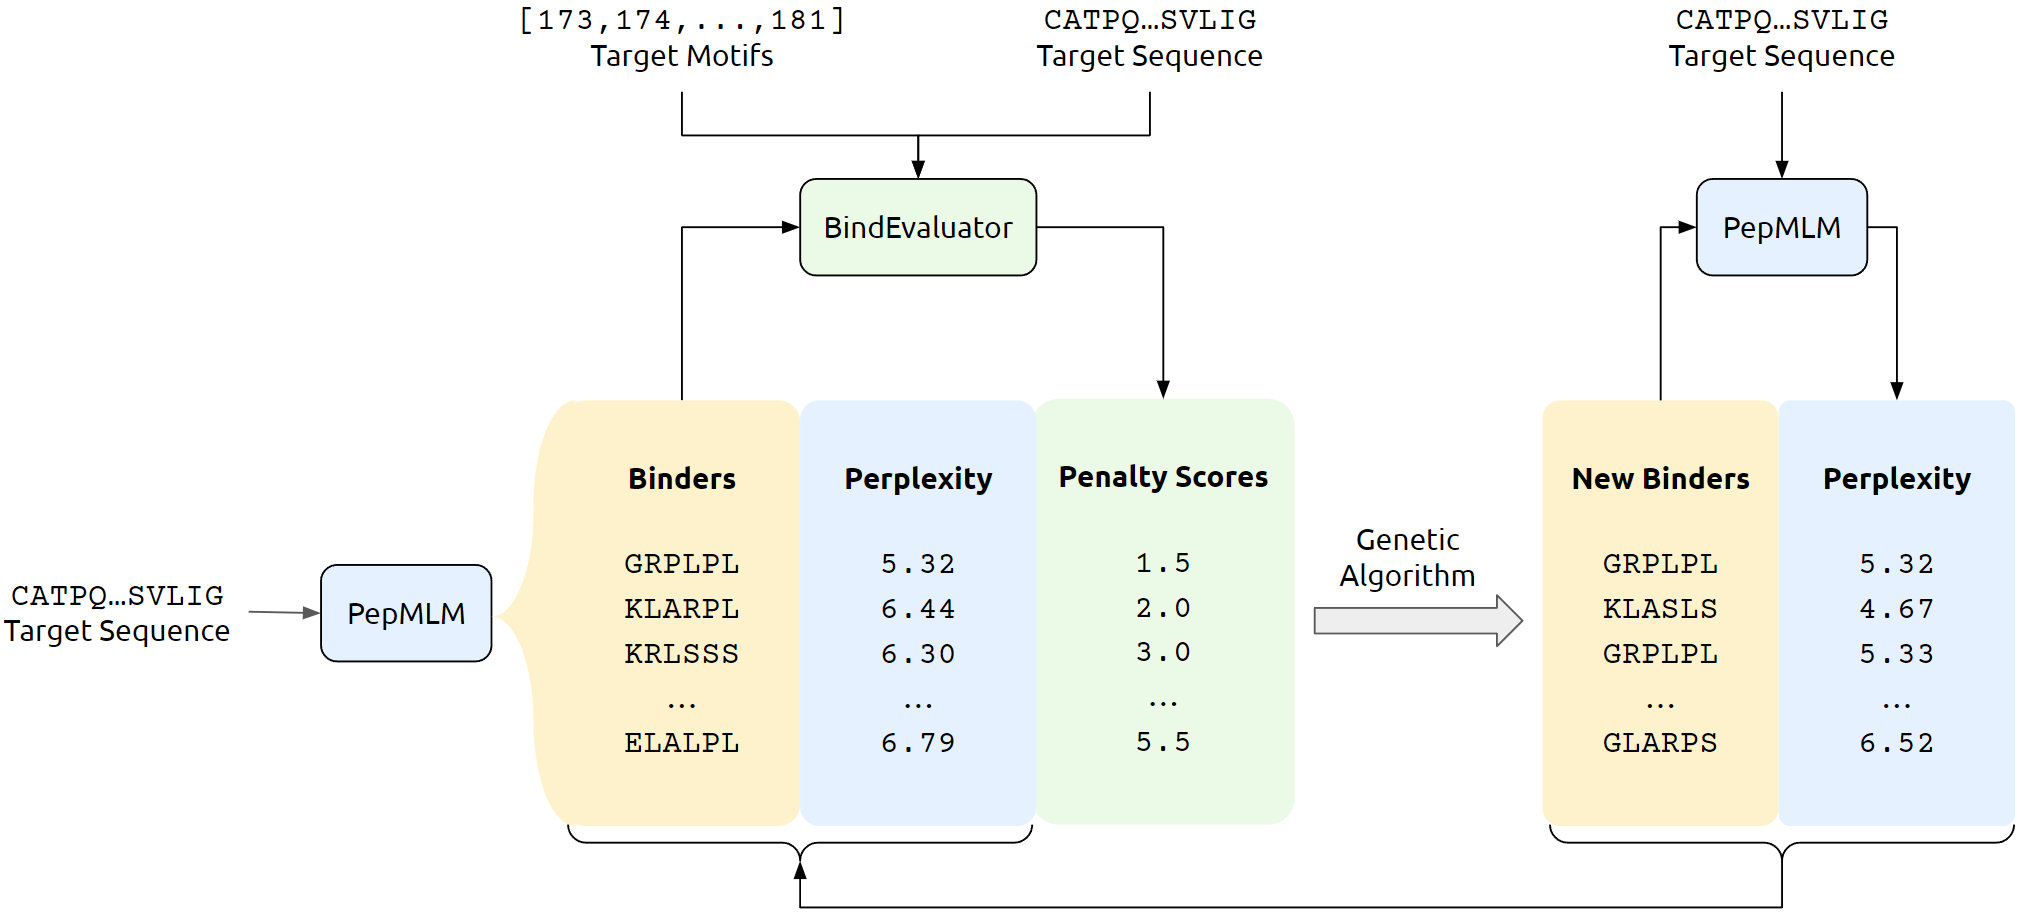 [173,174,...,181]
Target Motifs
CATPQ…SVLIG
Target Sequence
CATPQ…SVLIG
Target Sequence
BindEvaluator
PepMLM
CATPQ…SVLIG
Target Sequence
PepMLM
Binders
Perplexity
Penalty Scores
GRPLPL
5.32
1.5
KLARPL
6.44
2.0
KRLSSS
6.30
3.0
...
...
...
ELALPL
6.79
5.5
Genetic
Algorithm
New Binders
Perplexity
GRPLPL
5.32
KLASLS
4.67
GRPLPL
5.33
...
...
GLARPS
6.52